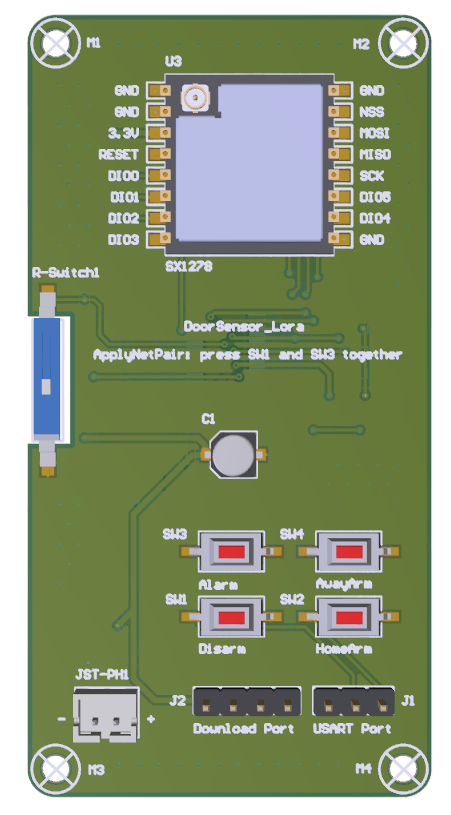 M1 M2
U3
GND GND
GND NSS
3.3V MOSI
RESET MISO
DIO0 SCK
DIO1 DIO5
DIO2 DIO4
DIO3 GND
SX1278
R-Switch1
DoorSensor_Lora
ApplyNetPair: press SW1 and SW3 together
C1
SW3 SW4
Alarm AwayArm
SW1 SW2
Disarm HomeArm
JST-PH1
J2 J1
- +
Download Port USART Port
M3 M4